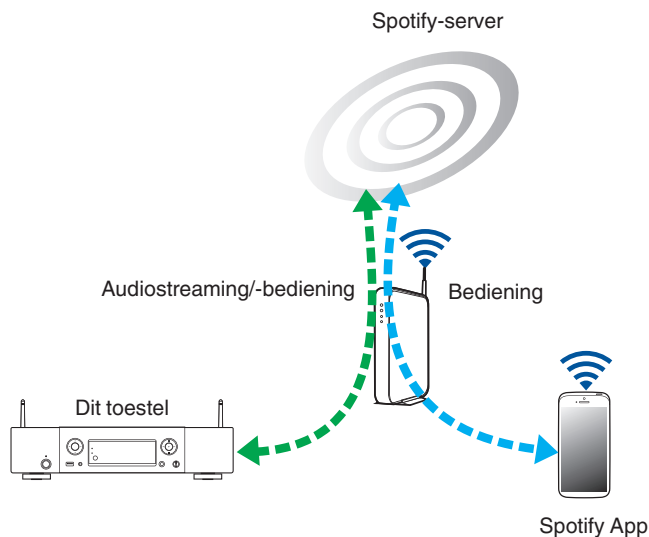 Spotify-server
Audiostreaming/-bediening
Bediening
Dit toestel
Spotify App